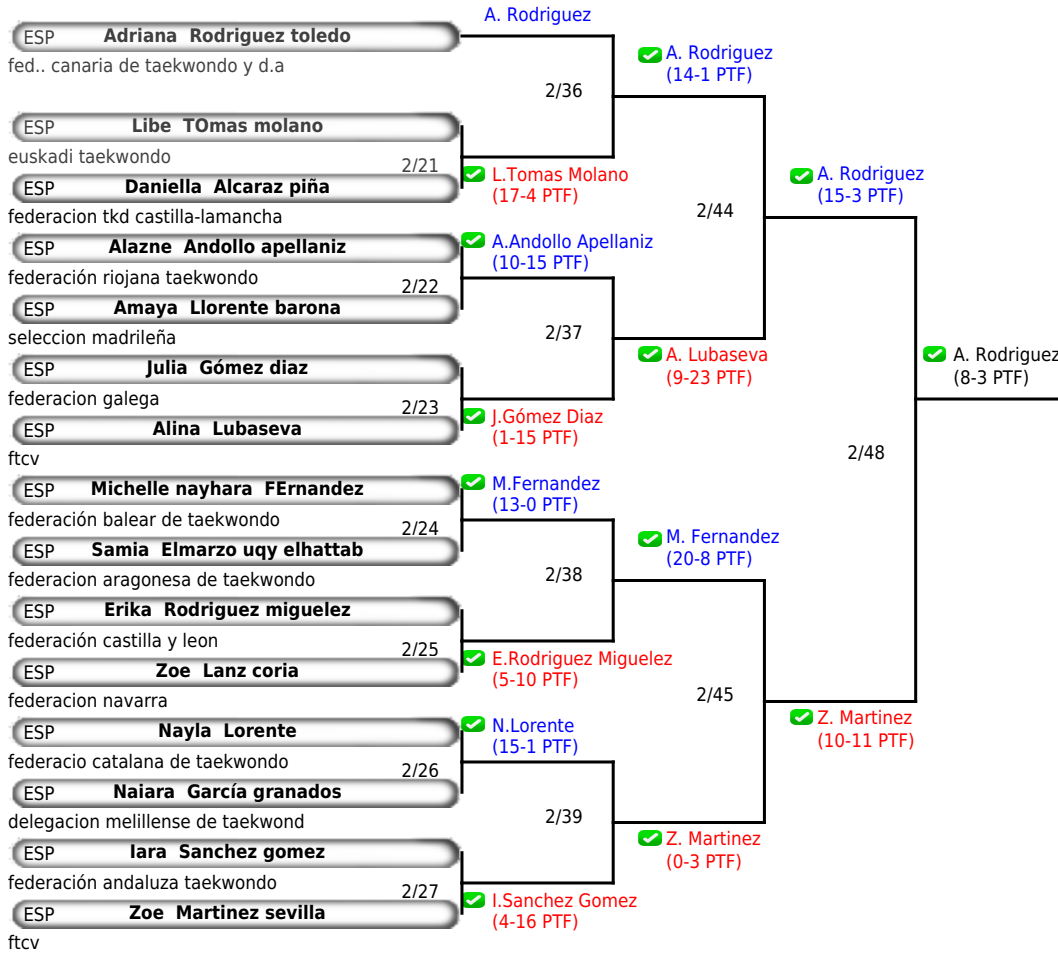 A. Rodriguez
ESP Adriana Rodriguez toledo
fed.. canaria de taekwondo y d.a
A. Rodriguez
(14-1 PTF)
2/36
ESP Libe TOmas molano
euskadi taekwondo
2/21
L.Tomas Molano
(17-4 PTF)
ESP Daniella Alcaraz piña
federacion tkd castilla-lamancha
A. Rodriguez
(15-3 PTF)
2/44
ESP Alazne Andollo apellaniz
federación riojana taekwondo
A.Andollo Apellaniz
(10-15 PTF)
2/22
ESP Amaya Llorente barona
seleccion madrileña
2/37
A. Lubaseva
(9-23 PTF)
A. Rodriguez
(8-3 PTF)
ESP Julia Gómez diaz
federacion galega
2/23
J.Gómez Diaz
(1-15 PTF)
ESP Alina Lubaseva
ftcv
2/48
ESP Michelle nayhara FErnandez
federación balear de taekwondo
M.Fernandez
(13-0 PTF)
2/24
M. Fernandez
(20-8 PTF)
ESP Samia Elmarzo uqy elhattab
federacion aragonesa de taekwondo
2/38
ESP Erika Rodriguez miguelez
federación castilla y leon
2/25
E.Rodriguez Miguelez
(5-10 PTF)
ESP Zoe Lanz coria
federacion navarra
2/45
Z. Martinez
(10-11 PTF)
ESP Nayla Lorente
federacio catalana de taekwondo
N.Lorente
(15-1 PTF)
2/26
ESP Naiara García granados
delegacion melillense de taekwond
2/39
Z. Martinez
(0-3 PTF)
ESP Iara Sanchez gomez
federación andaluza taekwondo
2/27
I.Sanchez Gomez
(4-16 PTF)
ESP Zoe Martinez sevilla
ftcv